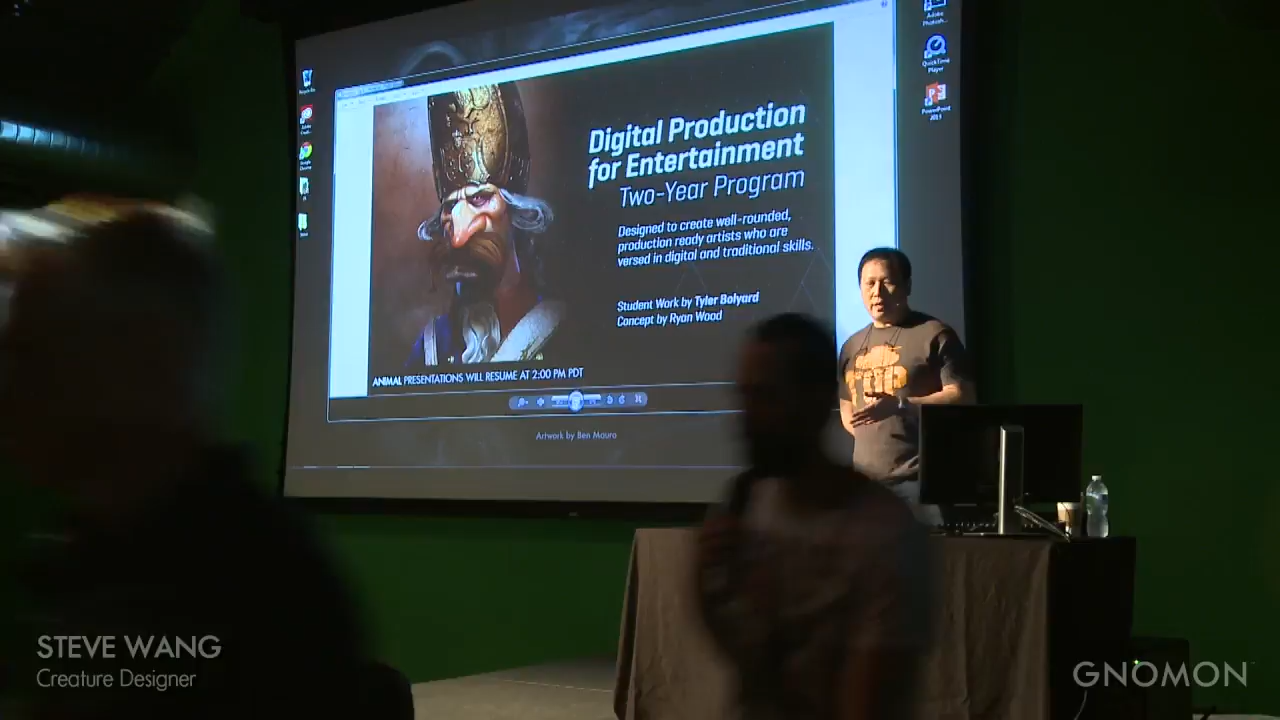 Adobe
Photosh...
QuickTime
Player
PowerPoint
2013
Digital Production
for Entertainment
Two-Year Program
Designed to create well-rounded,
production ready artists who are
versed in digital and traditional skills.
Student Work by Tyler Bolyard
Concept by Ryan Wood
ANIMAL PRESENTATIONS WILL RESUME AT 2:00 PM PDT
Artwork by Ben Mauro
STEVE WANG
Creature Designer
GNOMON